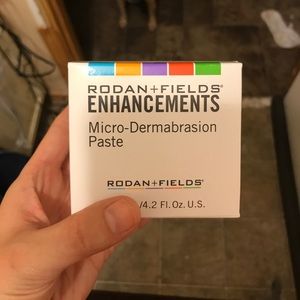 RODAN+FIELDS®
ENHANCEMENTS
Micro-Dermabrasion
Paste
RODAN+FIELDS®
/4.2 Fl. Oz. U.S.